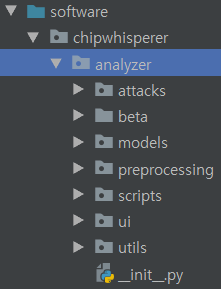 software
chipwhisperer
analyzer
attacks
beta
models
preprocessing
scripts
ui
utils
__init__.py